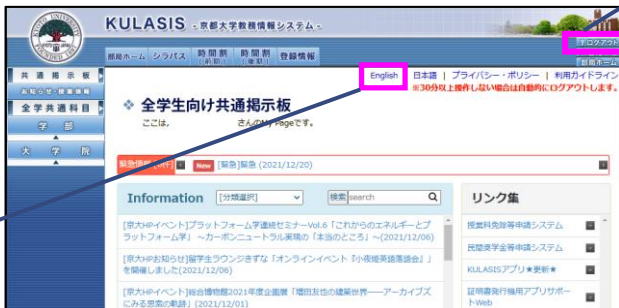 KULASIS - 京都大学教務情報システム -
ログアウト
部局ホーム シラバス 時間割(前期) 時間割(後期) 登録情報
部局ホーム
共通掲示板
お知らせ・授業情報
全学共通科目
学部
大学院
English 日本語 | プライバシー・ポリシー | 利用ガイドライン
※30分以上操作しない場合は自動的にログアウトします。
全学生向け共通掲示板
ここは、 さんのMy Pageです。
New [緊急]緊急 (2021/12/20)
Information [分類選択] 検索 search
[京大HPイベント]プラットフォーム学連続セミナーVol.6「これからのエネルギーとプ
ラットフォーム学」 ～カーボンニュートラル実現の「本当のところ」～(2021/12/06)
[京大HPお知らせ]留学生ラウンジきずな「オンラインイベント『小夜姫英語落語会』」
を開催しました(2021/12/06)
[京大HPイベント]総合博物館2021年度企画展「増田友也の建築世界――アーカイブズ
にみる思索の軌跡」(2021/12/01)
リンク集
授業料免除等申請システム
民間奨学金等申請システム
KULASISアプリ★更新★
証明書発行機用アプリサポー
トWeb